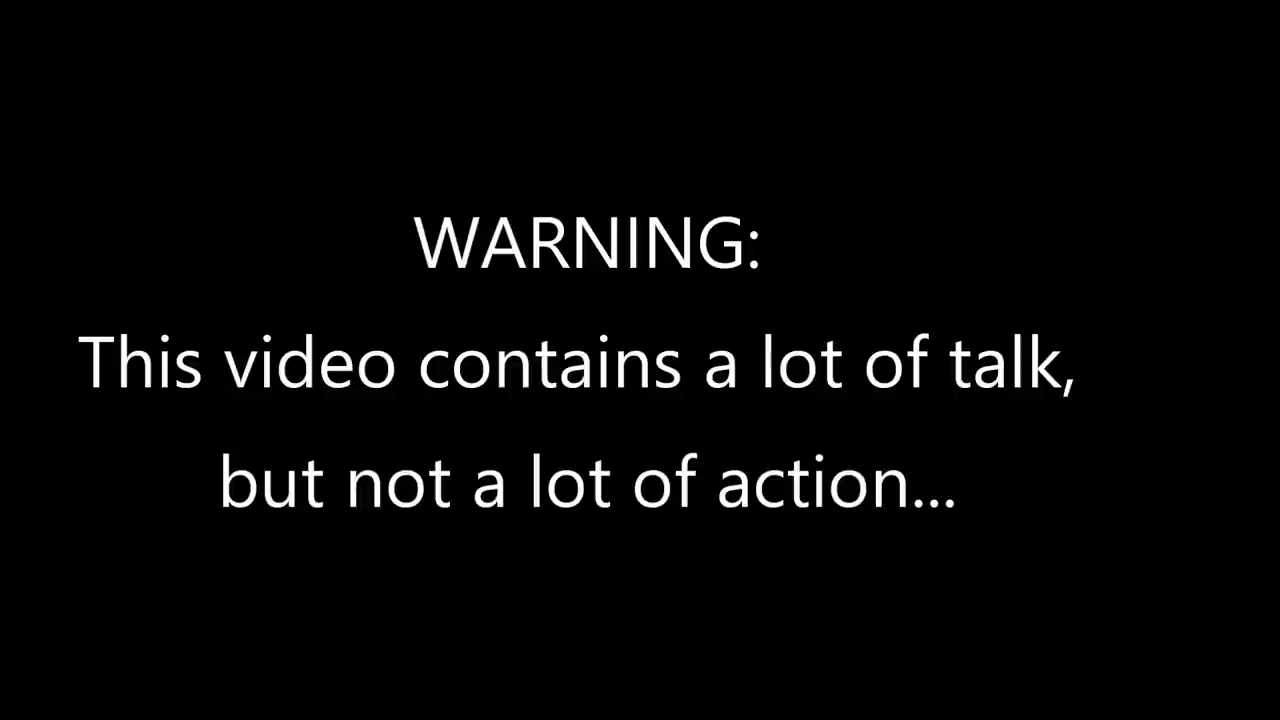 WARNING:
This video contains a lot of talk,
but not a lot of action...